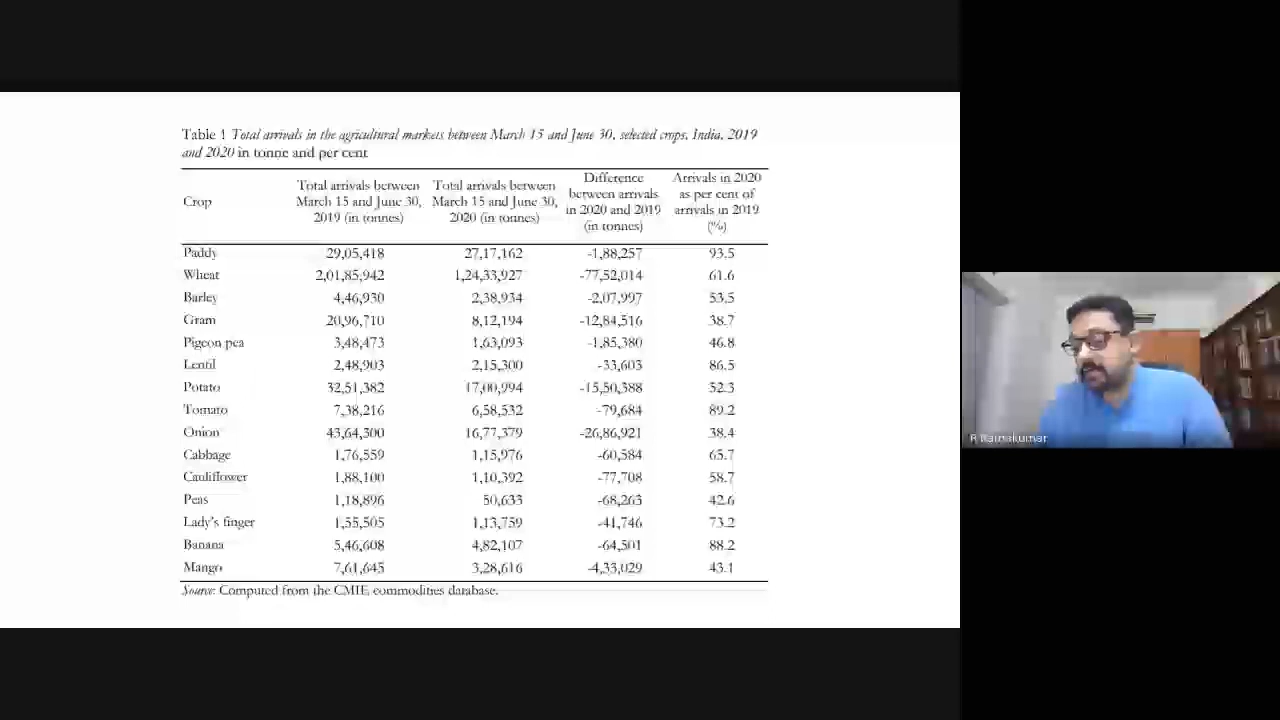 Table 1 Total arrivals in the agricultural markets between March 15 and June 30, selected crops, India, 2019
and 2020 in tonne and per cent
Crop Total arrivals between March 15 and June 30, 2019 (in tonnes) Total arrivals between March 15 and June 30, 2020 (in tonnes) Difference between arrivals in 2020 and 2019 (in tonnes) Arrivals in 2020 as per cent of arrivals in 2019 (%)
Paddy 29,05,418 27,17,162 -1,88,257 93.5
Wheat 2,01,85,942 1,24,33,927 -77,52,014 61.6
Barley 4,46,930 2,38,934 -2,07,997 53.5
Gram 20,96,710 8,12,194 -12,84,516 38.7
Pigeon pea 3,48,473 1,63,093 -1,85,380 46.8
Lentil 2,48,903 2,15,300 -33,603 86.5
Potato 32,51,382 17,00,994 -15,50,388 52.3
Tomato 7,38,216 6,58,532 -79,684 89.2
Onion 43,64,300 16,77,379 -26,86,921 38.4
Cabbage 1,76,559 1,15,976 -60,584 65.7
Cauliflower 1,88,100 1,10,392 -77,708 58.7
Peas 1,18,896 50,633 -68,263 42.6
Lady's finger 1,55,505 1,13,759 -41,746 73.2
Banana 5,46,608 4,82,107 -64,501 88.2
Mango 7,61,645 3,28,616 -4,33,029 43.1
Source: Computed from the CMIE commodities database.
R Ramakumar